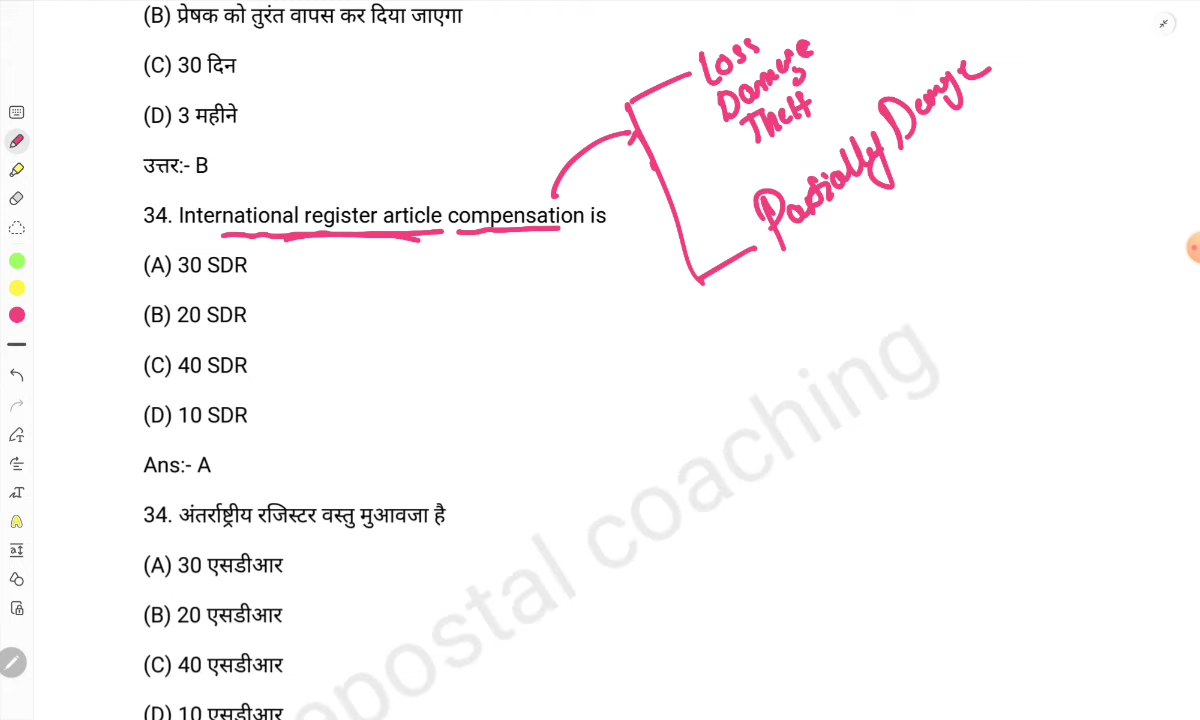 (B) प्रेषक को तुरंत वापस कर दिया जाएगा
(C) 30 दिन
(D) 3 महीने
उत्तर:- B
34. International register article compensation is
(A) 30 SDR
(B) 20 SDR
(C) 40 SDR
(D) 10 SDR
Ans:- A
34. अंतर्राष्ट्रीय रजिस्टर वस्तु मुआवजा है
(A) 30 एसडीआर
(B) 20 एसडीआर
(C) 40 एसडीआर
(D) 10 एसडीआर
Loss
Theft
Partially
postal coaching